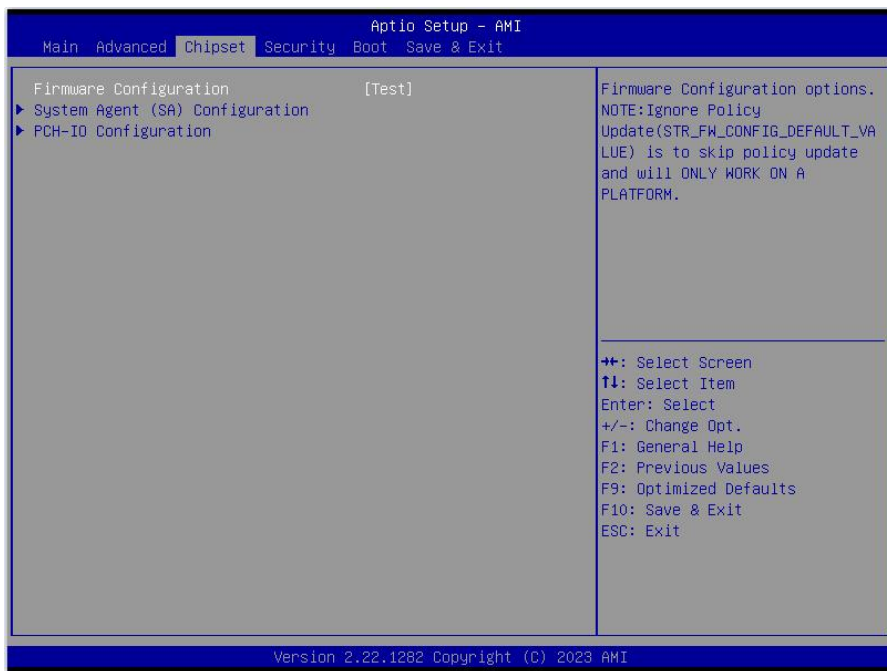 Aptio Setup - AMI
Main Advanced Chipset Security Boot Save & Exit
Firmware Configuration [Test]
System Agent (SA) Configuration
PCH-IO Configuration
Firmware Configuration options.
NOTE:Ignore Policy
Update(STR_FW_CONFIG_DEFAULT_VA
LUE) is to skip policy update
and will ONLY WORK ON A
PLATFORM.
→←: Select Screen
↑↓: Select Item
Enter: Select
+/-: Change Opt.
F1: General Help
F2: Previous Values
F9: Optimized Defaults
F10: Save & Exit
ESC: Exit
Version 2.22.1282 Copyright (C) 2023 AMI